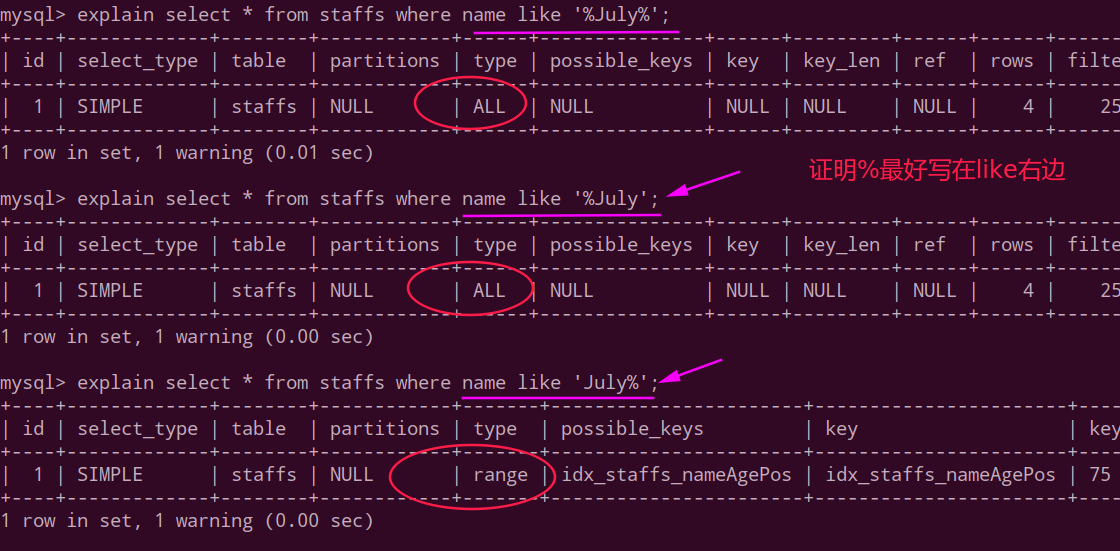 mysql> explain select * from staffs where name like '%July%';
+----+-------------+--------+------------+------+---------------+------+---------+------+------+------
| id | select_type | table  | partitions | type | possible_keys | key  | key_len | ref  | rows | filte
+----+-------------+--------+------------+------+---------------+------+---------+------+------+------
|  1 | SIMPLE      | staffs | NULL       | ALL  | NULL          | NULL | NULL    | NULL |    4 |    25
+----+-------------+--------+------------+------+---------------+------+---------+------+------+------
1 row in set, 1 warning (0.01 sec)
证明%最好写在like右边
mysql> explain select * from staffs where name like '%July';
+----+-------------+--------+------------+------+---------------+------+---------+------+------+------
| id | select_type | table  | partitions | type | possible_keys | key  | key_len | ref  | rows | filte
+----+-------------+--------+------------+------+---------------+------+---------+------+------+------
|  1 | SIMPLE      | staffs | NULL       | ALL  | NULL          | NULL | NULL    | NULL |    4 |    25
+----+-------------+--------+------------+------+---------------+------+---------+------+------+------
1 row in set, 1 warning (0.00 sec)
mysql> explain select * from staffs where name like 'July%';
+----+-------------+--------+------------+-------+-----------------------+-----------------------+----
| id | select_type | table  | partitions | type  | possible_keys         | key                   | key
+----+-------------+--------+------------+-------+-----------------------+-----------------------+----
|  1 | SIMPLE      | staffs | NULL       | range | idx_staffs_nameAgePos | idx_staffs_nameAgePos | 75
+----+-------------+--------+------------+-------+-----------------------+-----------------------+----
1 row in set, 1 warning (0.00 sec)